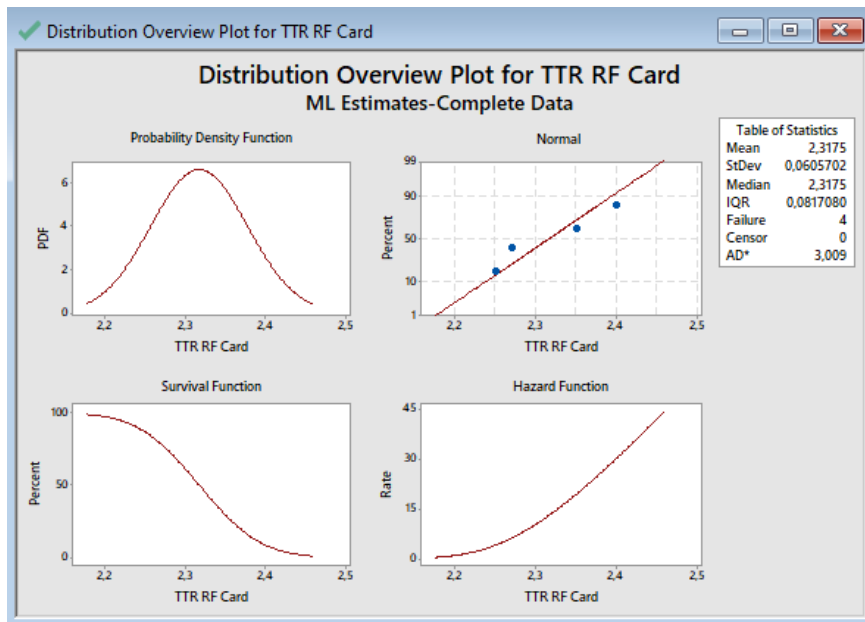 Distribution Overview Plot for TTR RF Card
Distribution Overview Plot for TTR RF Card
ML Estimates-Complete Data
Probability Density Function
PDF
6
4
2
0
2,2 2,3 2,4 2,5
TTR RF Card
Normal
Percent
99
90
50
10
1
2,2 2,3 2,4 2,5
TTR RF Card
Table of Statistics
Mean 2,3175
StDev 0,0605702
Median 2,3175
IQR 0,0817080
Failure 4
Censor 0
AD* 3,009
Survival Function
Percent
100
50
0
2,2 2,3 2,4 2,5
TTR RF Card
Hazard Function
Rate
45
30
15
0
2,2 2,3 2,4 2,5
TTR RF Card